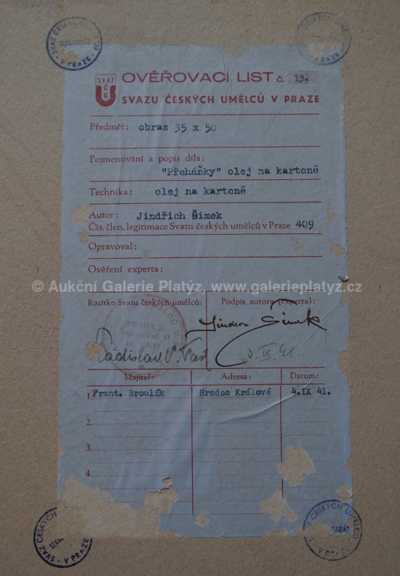 OVĚŘOVACÍ LIST Č. 13.
SVAZU ČESKÝCH UMĚLCŮ V PRAZE
Předmět: obraz 35 x 50
Pojmenování a popis díla:
"Přeháňky" olej na kartoně
Technika: olej na kartoně
Autor: Jindřich Šimek
Čís. člen. legitimace Svazu českých umělců v Praze 409
Opravoval:
Ověření experta:
© Aukční Galerie Platýz, www.galerieplatyz.cz
Razítko Svazu českých umělců: Podpis autora (experta):
Majitel: Adresa: Datum:
1. Frant. Kroulík Hradec Králové 4.IX 41.
2.
3.
4.
V PRAZE